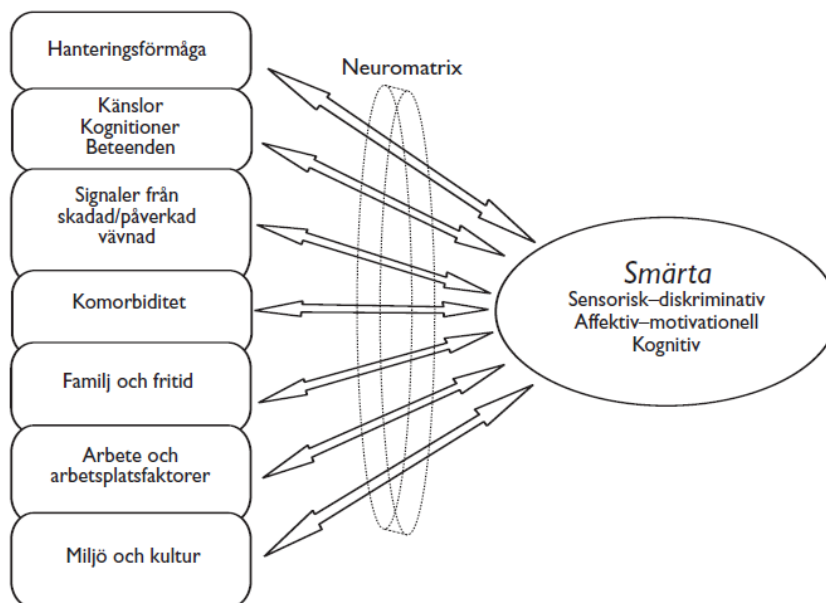 Hanteringsförmåga
Känslor
Kognitioner
Beteenden
Signaler från
skadad/påverkad
vävnad
Komorbiditet
Familj och fritid
Arbete och
arbetsplatsfaktorer
Miljö och kultur
Neuromatrix
Smärta
Sensorisk–diskriminativ
Affektiv–motivationell
Kognitiv